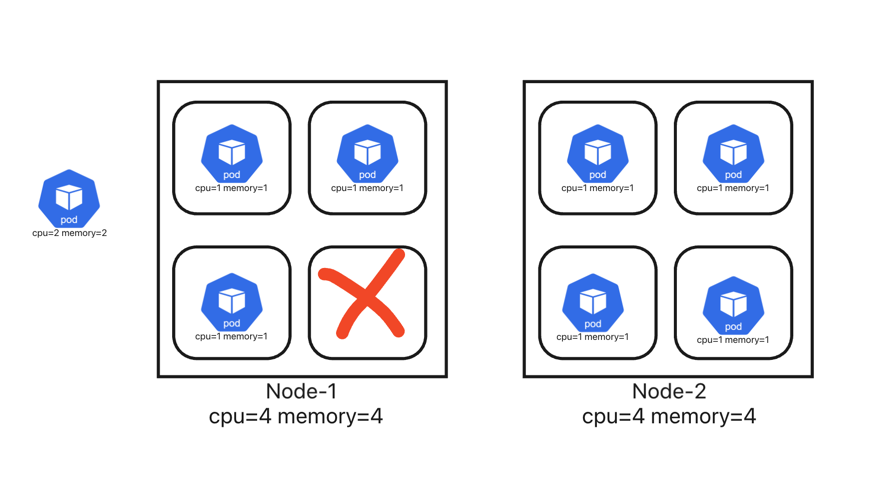 pod
cpu=2 memory=2
pod
cpu=1 memory=1
pod
cpu=1 memory=1
pod
cpu=1 memory=1
Node-1
cpu=4 memory=4
pod
cpu=1 memory=1
pod
cpu=1 memory=1
pod
cpu=1 memory=1
pod
cpu=1 memory=1
Node-2
cpu=4 memory=4